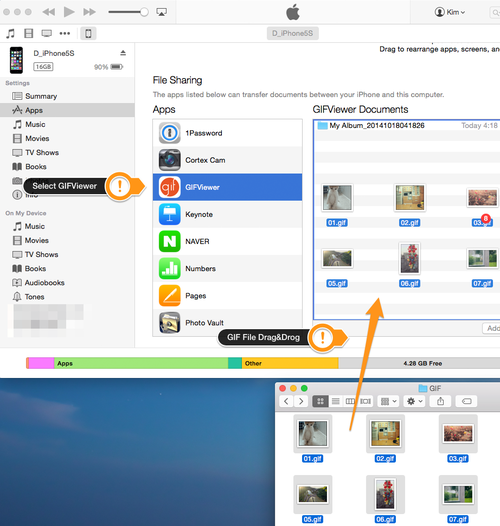 Kim
D_iPhone5S
Drag to rearrange apps, screens, an
D_iPhone5S
16GB
90%
Settings
Summary
Apps
Music
Movies
TV Shows
Books
Info
On My Device
Music
Movies
TV Shows
Books
Audiobooks
Tones
Select GIFViewer
File Sharing
The apps listed below can transfer documents between your iPhone and this computer.
Apps
1Password
Cortex Cam
gif
GIFViewer
Keynote
N
NAVER
Numbers
Pages
Photo Vault
GIFViewer Documents
My Album_20141018041826
Today 4:18
01.gif
02.gif
03.gif
8
05.gif
06.gif
07.gif
Add
GIF File Drag&Drog
Apps
Other
4.28 GB Free
GIF
01.gif
02.gif
03.gif
05.gif
06.gif
07.gif